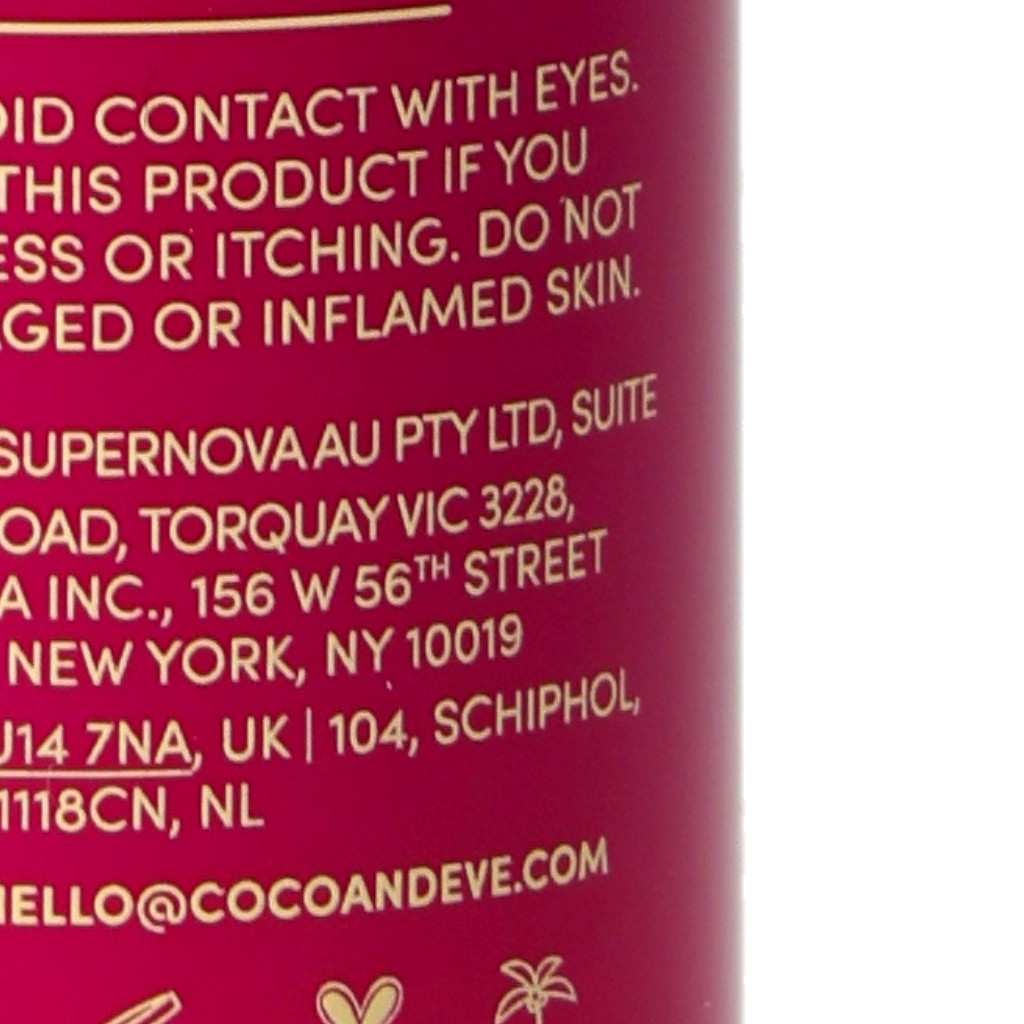 OID CONTACT WITH EYES.
THIS PRODUCT IF YOU
ESS OR ITCHING. DO NOT
AGED OR INFLAMED SKIN.
SUPERNOVA AU PTY LTD, SUITE
OAD, TORQUAY VIC 3228,
A INC., 156 W 56TH STREET
NEW YORK, NY 10019
U14 7NA, UK | 104, SCHIPHOL,
1118CN, NL
HELLO@COCOANDEVE.COM